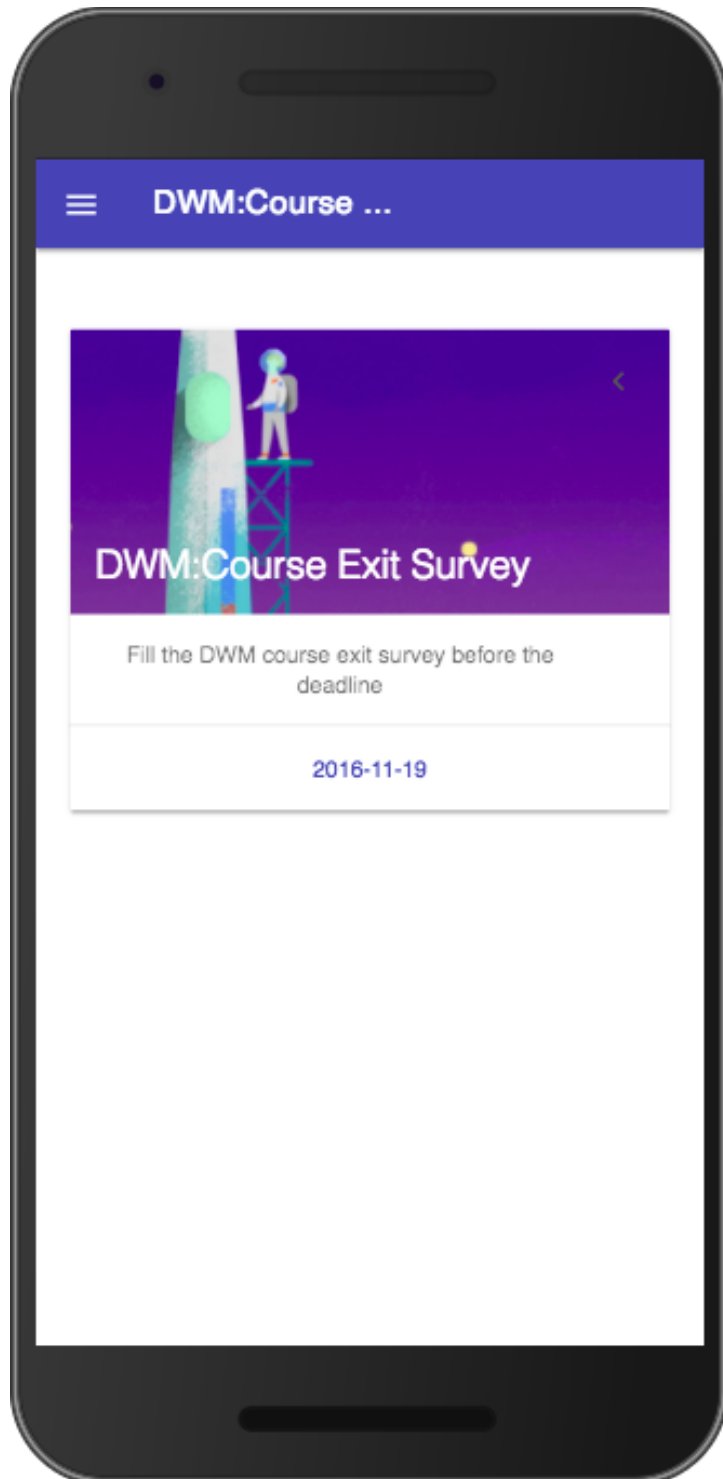 DWM:Course ...
DWM:Course Exit Survey
Fill the DWM course exit survey before the
deadline
2016-11-19